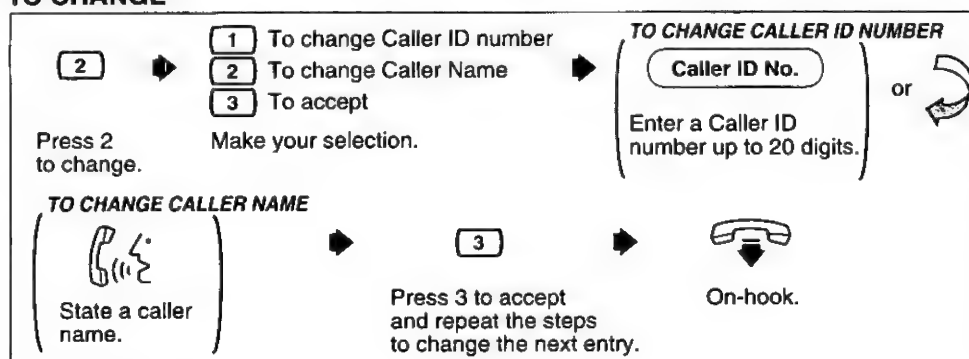 TO CHANGE
2
1 To change Caller ID number
2 To change Caller Name
3 To accept
Press 2
to change.
Make your selection.
TO CHANGE CALLER ID NUMBER
Caller ID No.
Enter a Caller ID
number up to 20 digits.
or
TO CHANGE CALLER NAME
State a caller
name.
3
Press 3 to accept
and repeat the steps
to change the next entry.
On-hook.